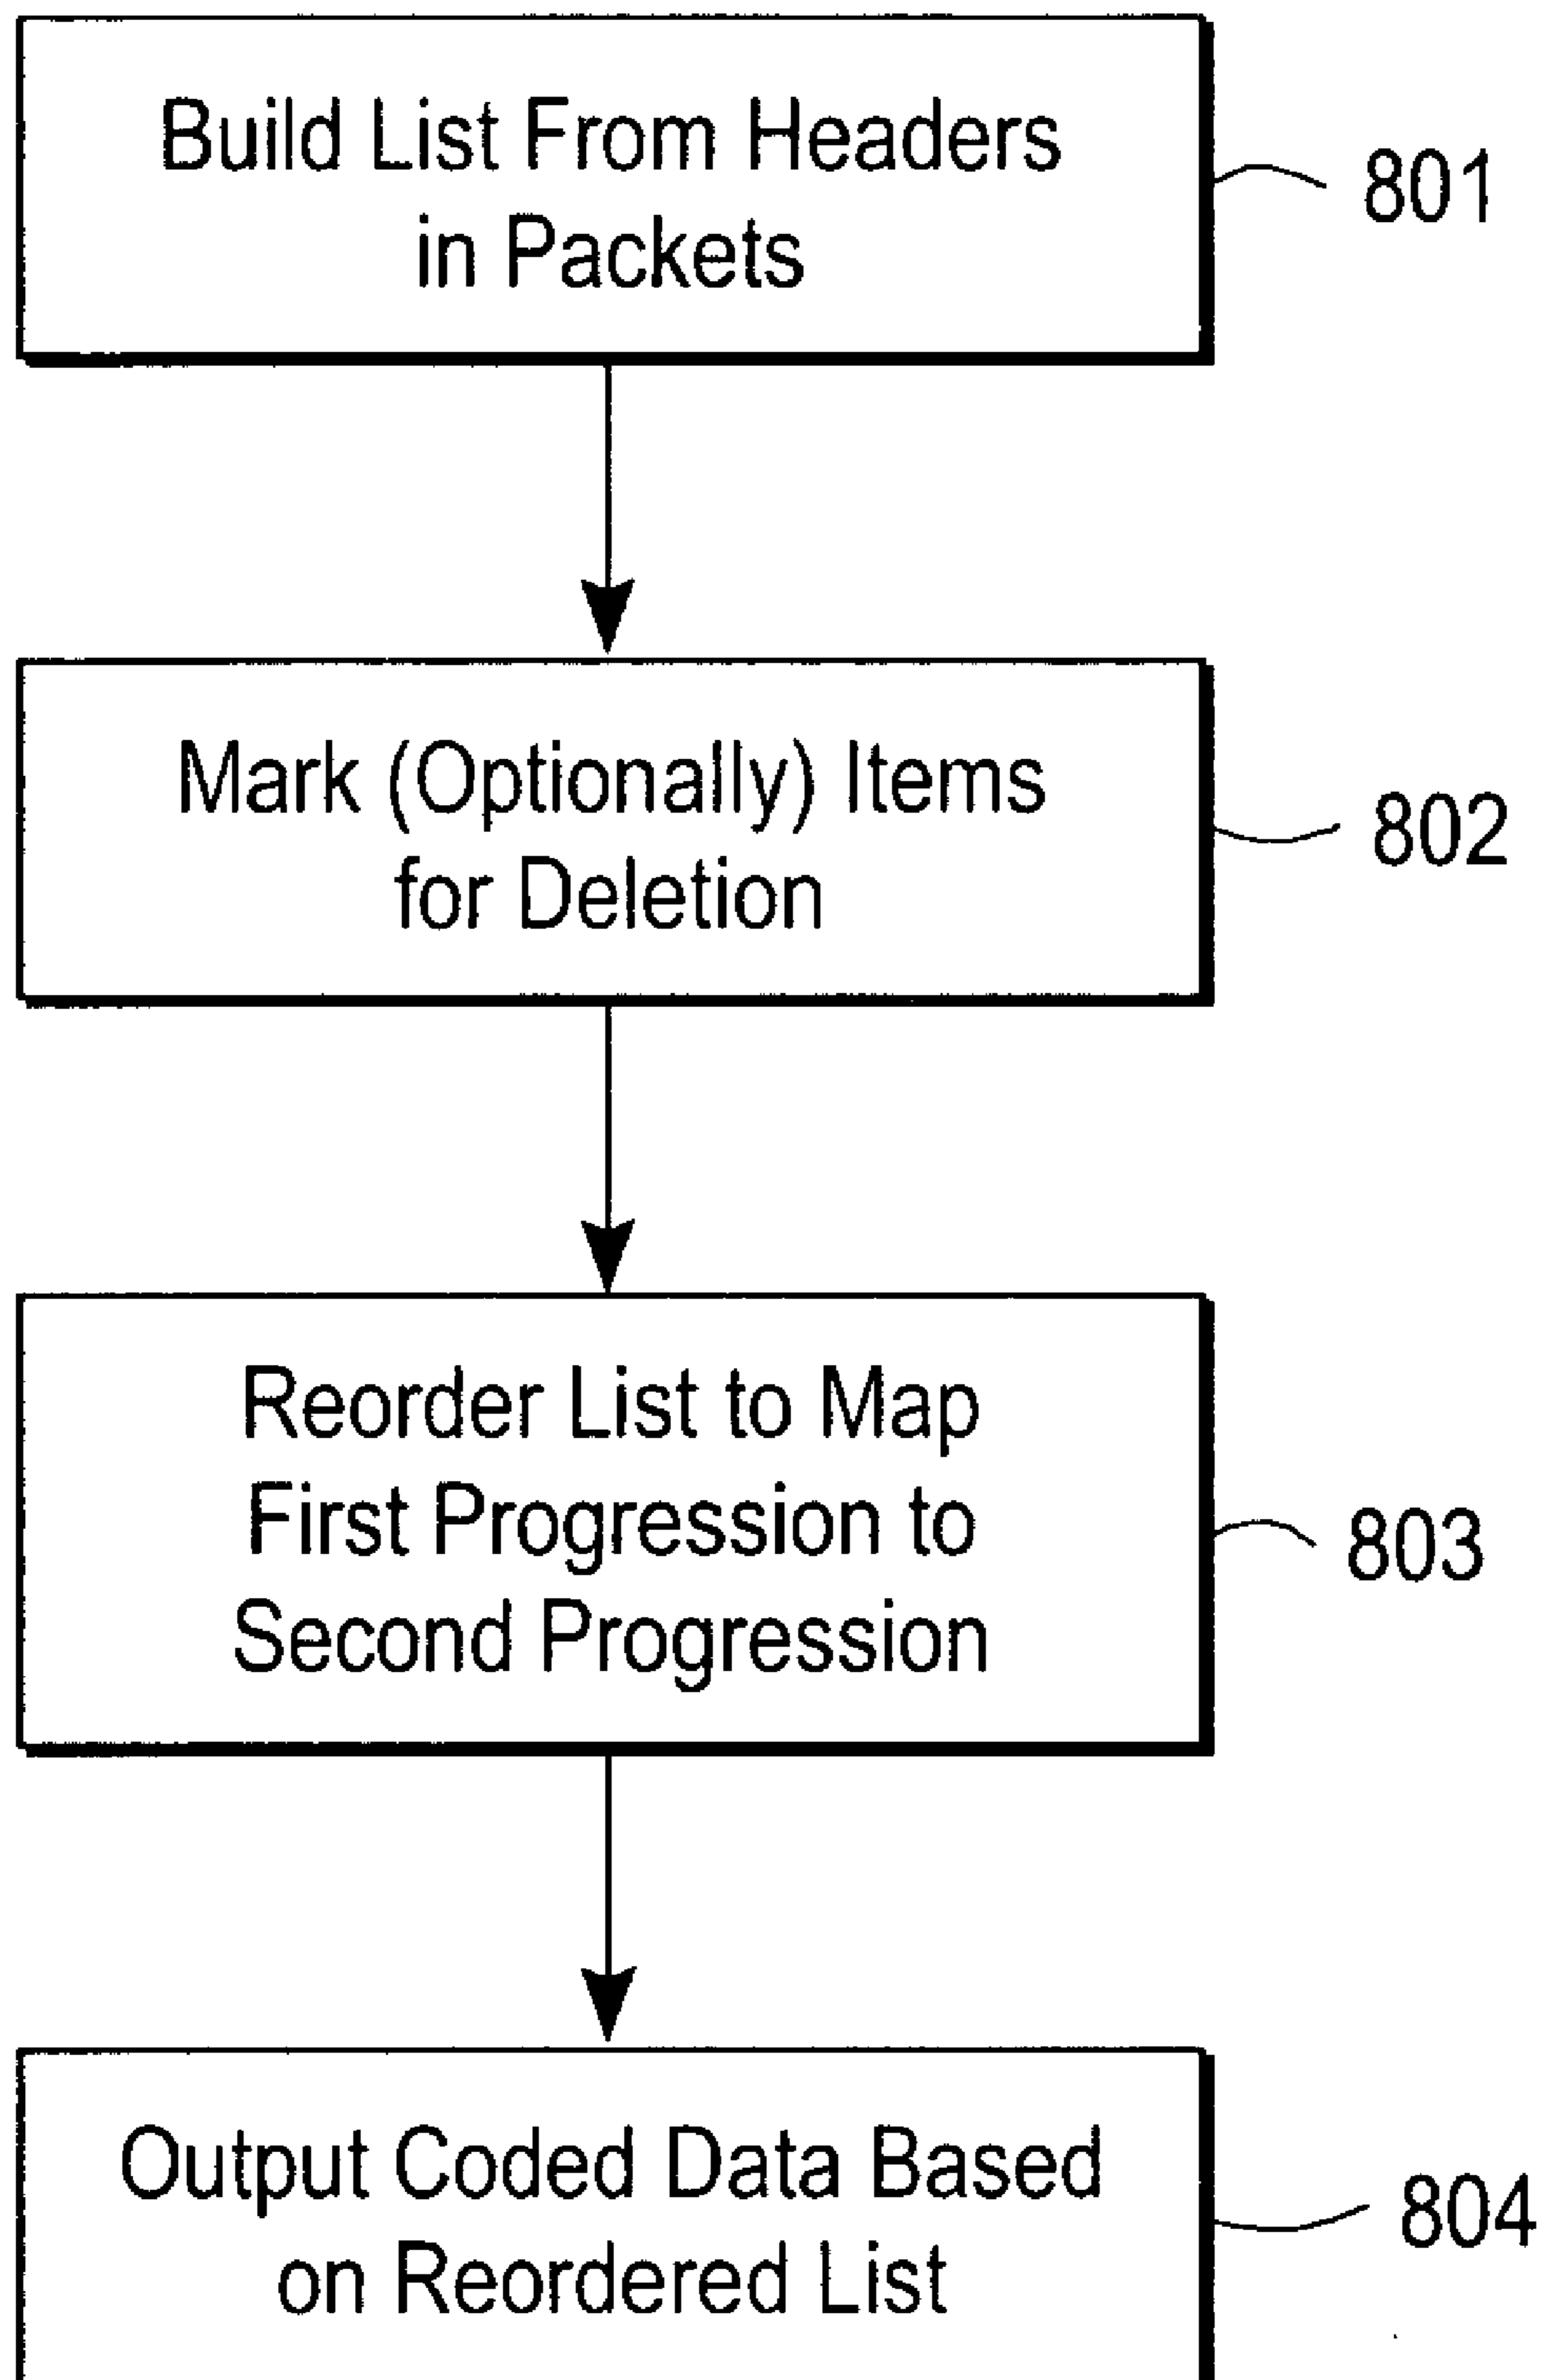 Build List From Headers
in Packets
801
Mark (Optionally) Items
for Deletion
802
Reorder List to Map
First Progression to
Second Progression
803
Output Coded Data Based
on Reordered List
804